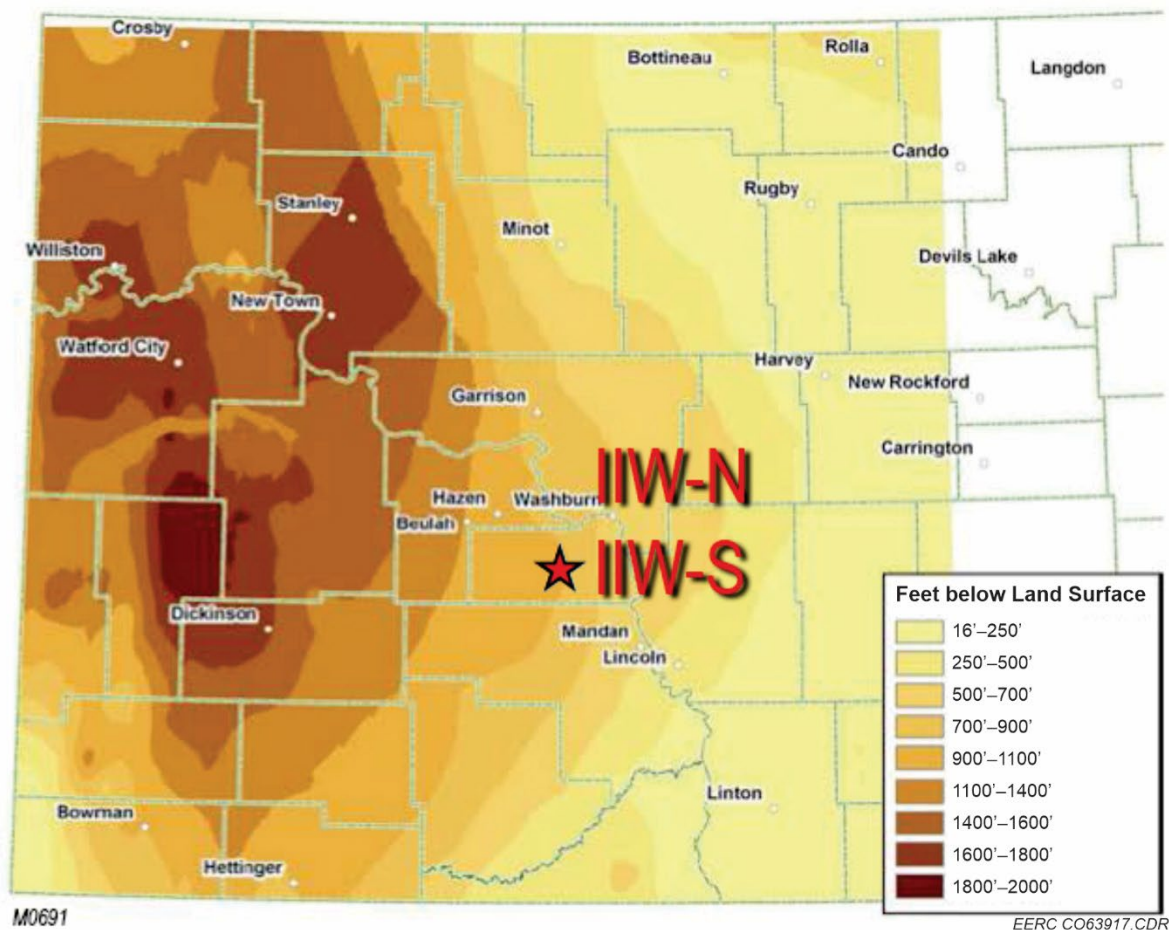 Crosby
Bottineau
Rolla
Langdon
Cando
Rugby
Stanley
Minot
Williston
Devils Lake
New Town
Watford City
Harvey
New Rockford
Garrison
Carrington
IIW-N
Hazen
Washburn
Beulah
IIW-S
Dickinson
Mandan
Lincoln
Linton
Bowman
Hettinger
Feet below Land Surface
16'–250'
250'–500'
500'–700'
700'–900'
900'–1100'
1100'–1400'
1400'–1600'
1600'–1800'
1800'–2000'
M0691
EERC CO63917.CDR